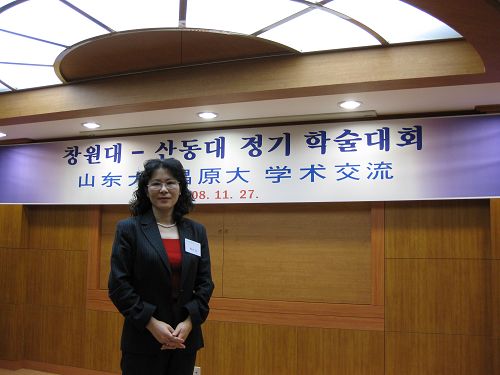 창원대 - 산동대 정기 학술대회
山东大 昌原大 学术交流
08. 11. 27.